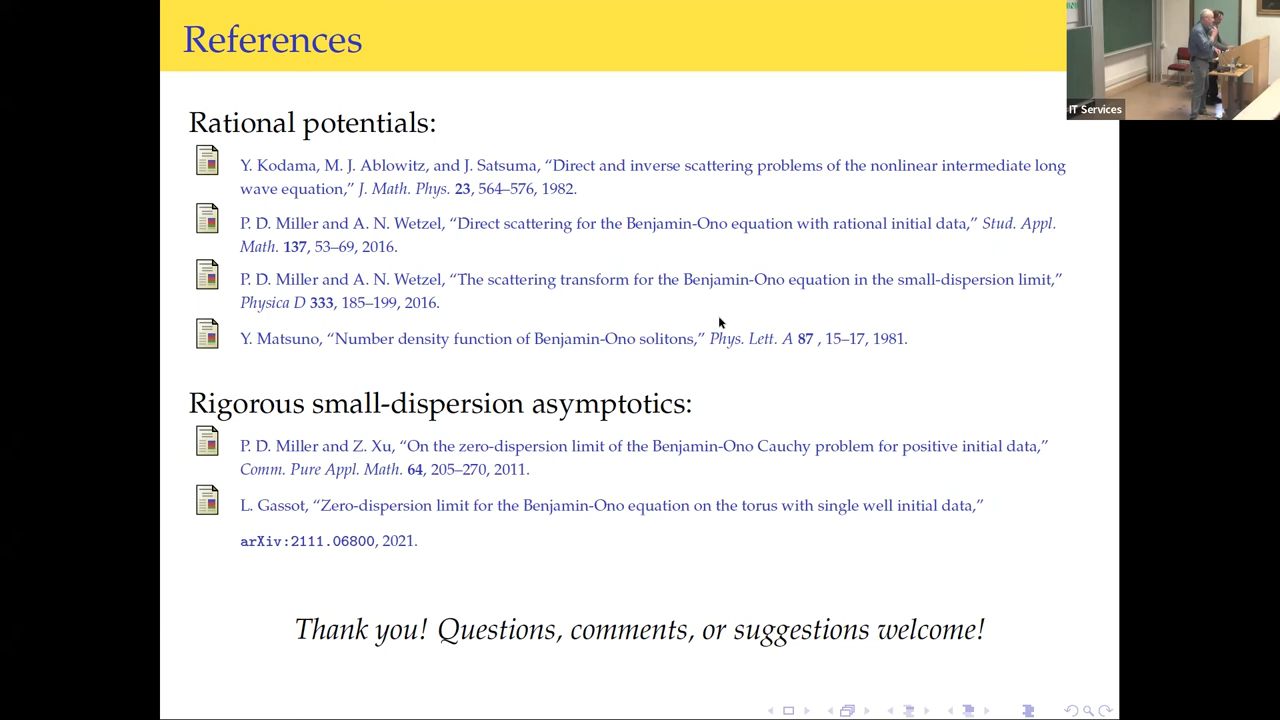 References
IT Services
Rational potentials:
Y. Kodama, M. J. Ablowitz, and J. Satsuma, “Direct and inverse scattering problems of the nonlinear intermediate long
wave equation,” J. Math. Phys. 23, 564–576, 1982.
P. D. Miller and A. N. Wetzel, “Direct scattering for the Benjamin-Ono equation with rational initial data,” Stud. Appl.
Math. 137, 53–69, 2016.
P. D. Miller and A. N. Wetzel, “The scattering transform for the Benjamin-Ono equation in the small-dispersion limit,”
Physica D 333, 185–199, 2016.
Y. Matsuno, “Number density function of Benjamin-Ono solitons,” Phys. Lett. A 87 , 15–17, 1981.
Rigorous small-dispersion asymptotics:
P. D. Miller and Z. Xu, “On the zero-dispersion limit of the Benjamin-Ono Cauchy problem for positive initial data,”
Comm. Pure Appl. Math. 64, 205–270, 2011.
L. Gassot, “Zero-dispersion limit for the Benjamin-Ono equation on the torus with single well initial data,”
arXiv:2111.06800, 2021.
Thank you! Questions, comments, or suggestions welcome!